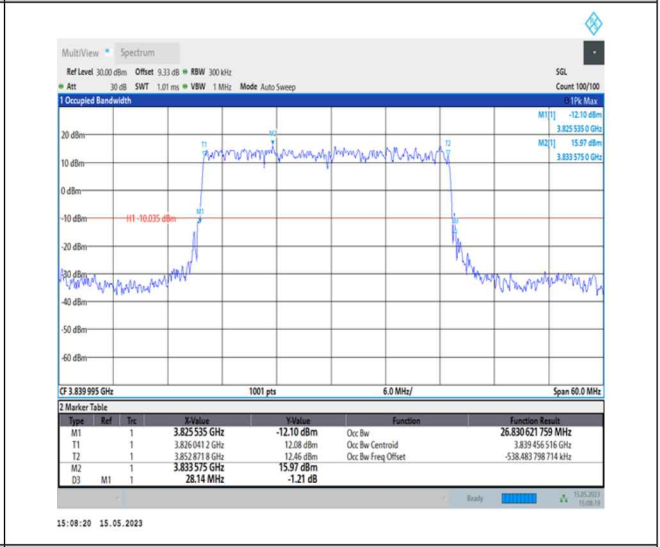 MultiView Spectrum
Ref Level 30.00 dBm Offset 9.33 dB RBW 300 kHz SGL
Att 30 dB SWT 1.01 ms VBW 1 MHz Mode Auto Sweep Count 100/100
1 Occupied Bandwidth 1Pk Max
M1[1] -12.10 dBm
3.825 535 0 GHz
M2[1] 15.97 dBm
3.833 575 0 GHz
20 dBm
M2
T1
T2
10 dBm
0 dBm
M1
-10 dBm
H1 -10.035 dBm
-20 dBm
-30 dBm
-40 dBm
-50 dBm
-60 dBm
CF 3.839 995 GHz 1001 pts 6.0 MHz/ Span 60.0 MHz
2 Marker Table
Type Ref Trc X-Value Y-Value Function Function Result
M1 1 3.825 535 GHz -12.10 dBm Occ Bw 26.830 621 759 MHz
T1 1 3.826 041 2 GHz 12.08 dBm Occ Bw Centroid 3.839 456 516 GHz
T2 1 3.852 871 8 GHz 12.46 dBm Occ Bw Freq Offset -538.483 798 714 kHz
M2 1 3.833 575 GHz 15.97 dBm
D3 M1 1 28.14 MHz -1.21 dB
Ready 15.05.2023
15:08:19
15:08:20 15.05.2023